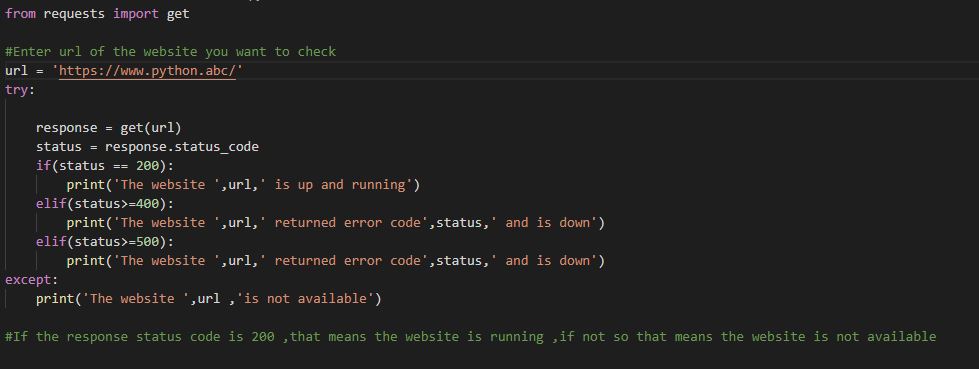 from requests import get
#Enter url of the website you want to check
url = 'https://www.python.abc/'
try:
response = get(url)
status = response.status_code
if(status == 200):
print('The website ',url,' is up and running')
elif(status>=400):
print('The website ',url,' returned error code',status,' and is down')
elif(status>=500):
print('The website ',url,' returned error code',status,' and is down')
except:
print('The website ',url ,'is not available')
#If the response status code is 200 ,that means the website is running ,if not so that means the website is not available